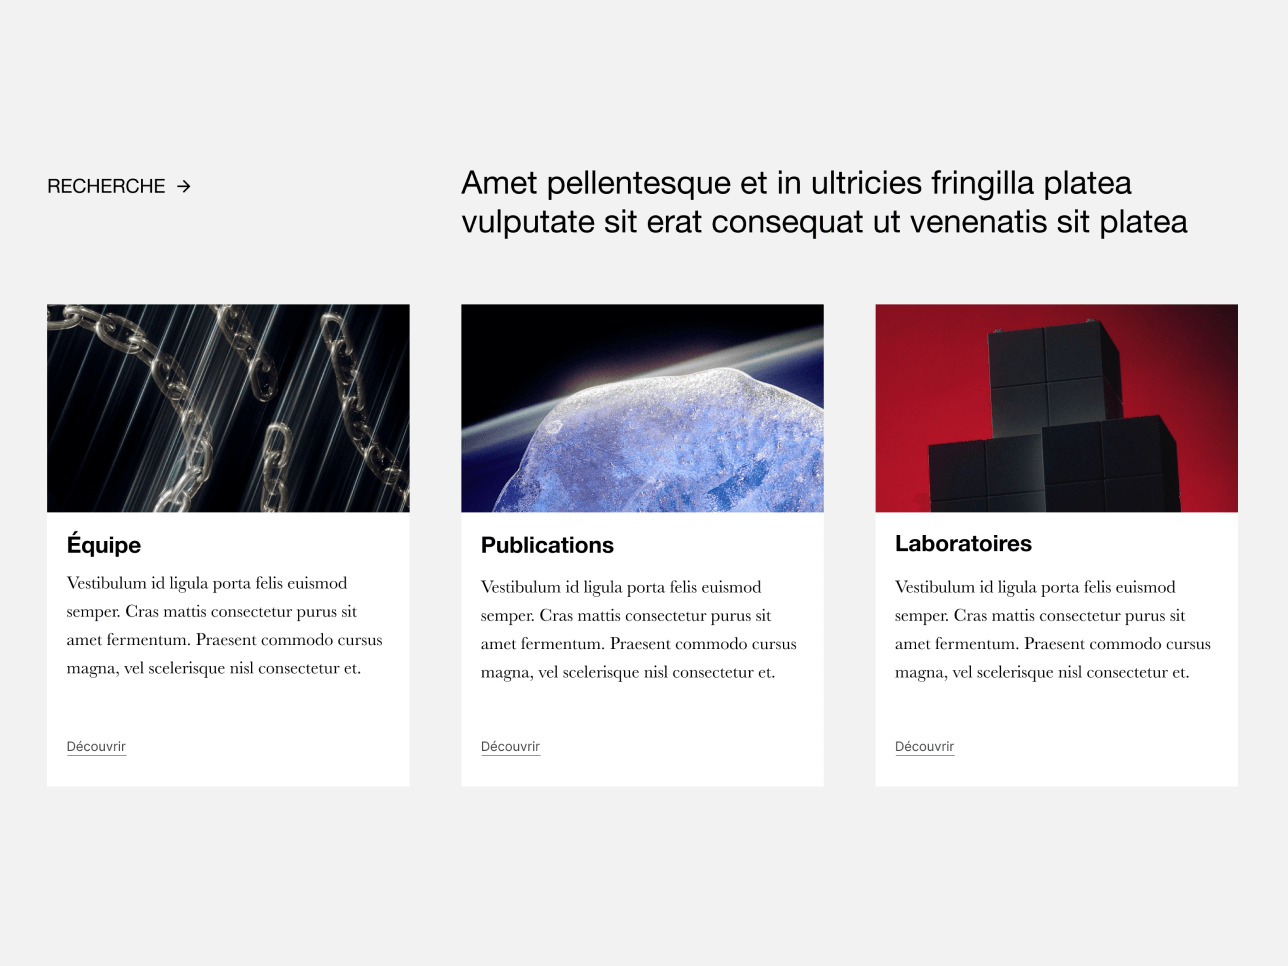 RECHERCHE →
Amet pellentesque et in ultricies fringilla platea
vulputate sit erat consequat ut venenatis sit platea
Équipe
Vestibulum id ligula porta felis euismod
semper. Cras mattis consectetur purus sit
amet fermentum. Praesent commodo cursus
magna, vel scelerisque nisl consectetur et.
Découvrir
Publications
Vestibulum id ligula porta felis euismod
semper. Cras mattis consectetur purus sit
amet fermentum. Praesent commodo cursus
magna, vel scelerisque nisl consectetur et.
Découvrir
Laboratoires
Vestibulum id ligula porta felis euismod
semper. Cras mattis consectetur purus sit
amet fermentum. Praesent commodo cursus
magna, vel scelerisque nisl consectetur et.
Découvrir